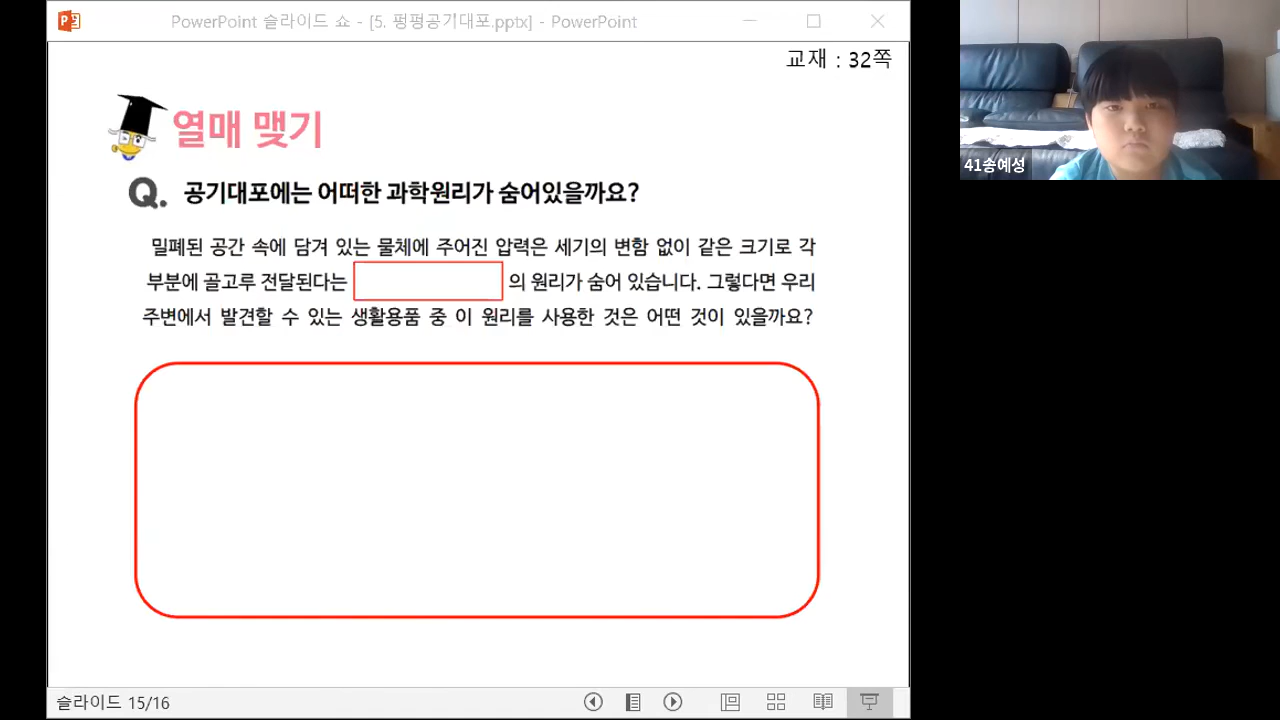 PowerPoint 슬라이드 쇼 - [5. 펑펑공기대포.pptx] - PowerPoint
교재 : 32쪽
열매 맺기
Q. 공기대포에는 어떠한 과학원리가 숨어있을까요?
밀폐된 공간 속에 담겨 있는 물체에 주어진 압력은 세기의 변함 없이 같은 크기로 각
부분에 골고루 전달된다는 의 원리가 숨어 있습니다. 그렇다면 우리
주변에서 발견할 수 있는 생활용품 중 이 원리를 사용한 것은 어떤 것이 있을까요?
슬라이드 15/16
41송예성